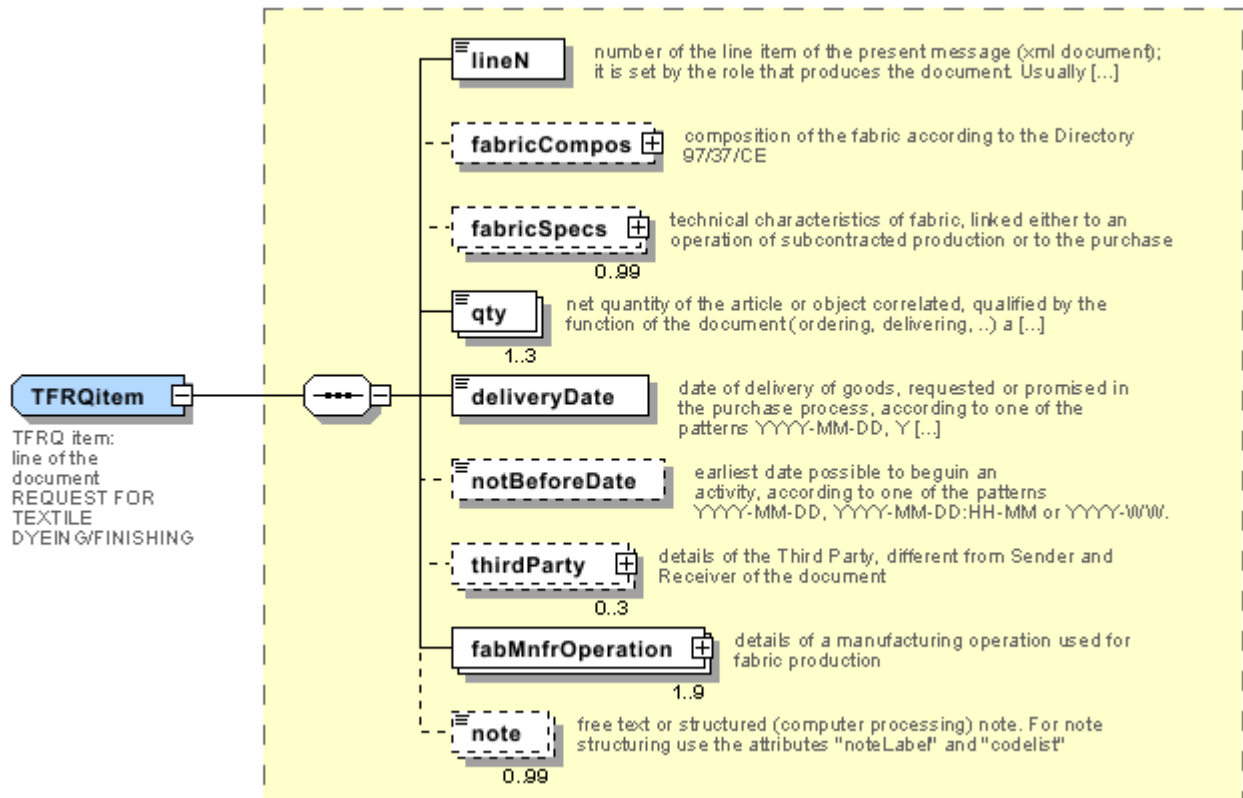 lineN
number of the line item of the present message (xml document);
it is set by the role that produces the document. Usually [...]
fabricCompos
composition of the fabric according to the Directory
97/37/CE
fabricSpecs
technical characteristics of fabric, linked either to an
operation of subcontracted production or to the purchase
0..99
qty
net quantity of the article or object correlated, qualified by the
function of the document (ordering, delivering, ..) a [...]
1..3
TFRQitem
TFRQ item:
line of the
document
REQUEST FOR
TEXTILE
DYEING/FINISHING
deliveryDate
date of delivery of goods, requested or promised in
the purchase process, according to one of the
patterns YYYY-MM-DD, Y [...]
notBeforeDate
earliest date possible to beguin an
activity, according to one of the patterns
YYYY-MM-DD, YYYY-MM-DD:HH-MM or YYYY-WW.
thirdParty
details of the Third Party, different from Sender and
Receiver of the document
0..3
fabMnfrOperation
details of a manufacturing operation used for
fabric production
1..9
note
free text or structured (computer processing) note. For note
structuring use the attributes "noteLabel" and "codelist"
0..99